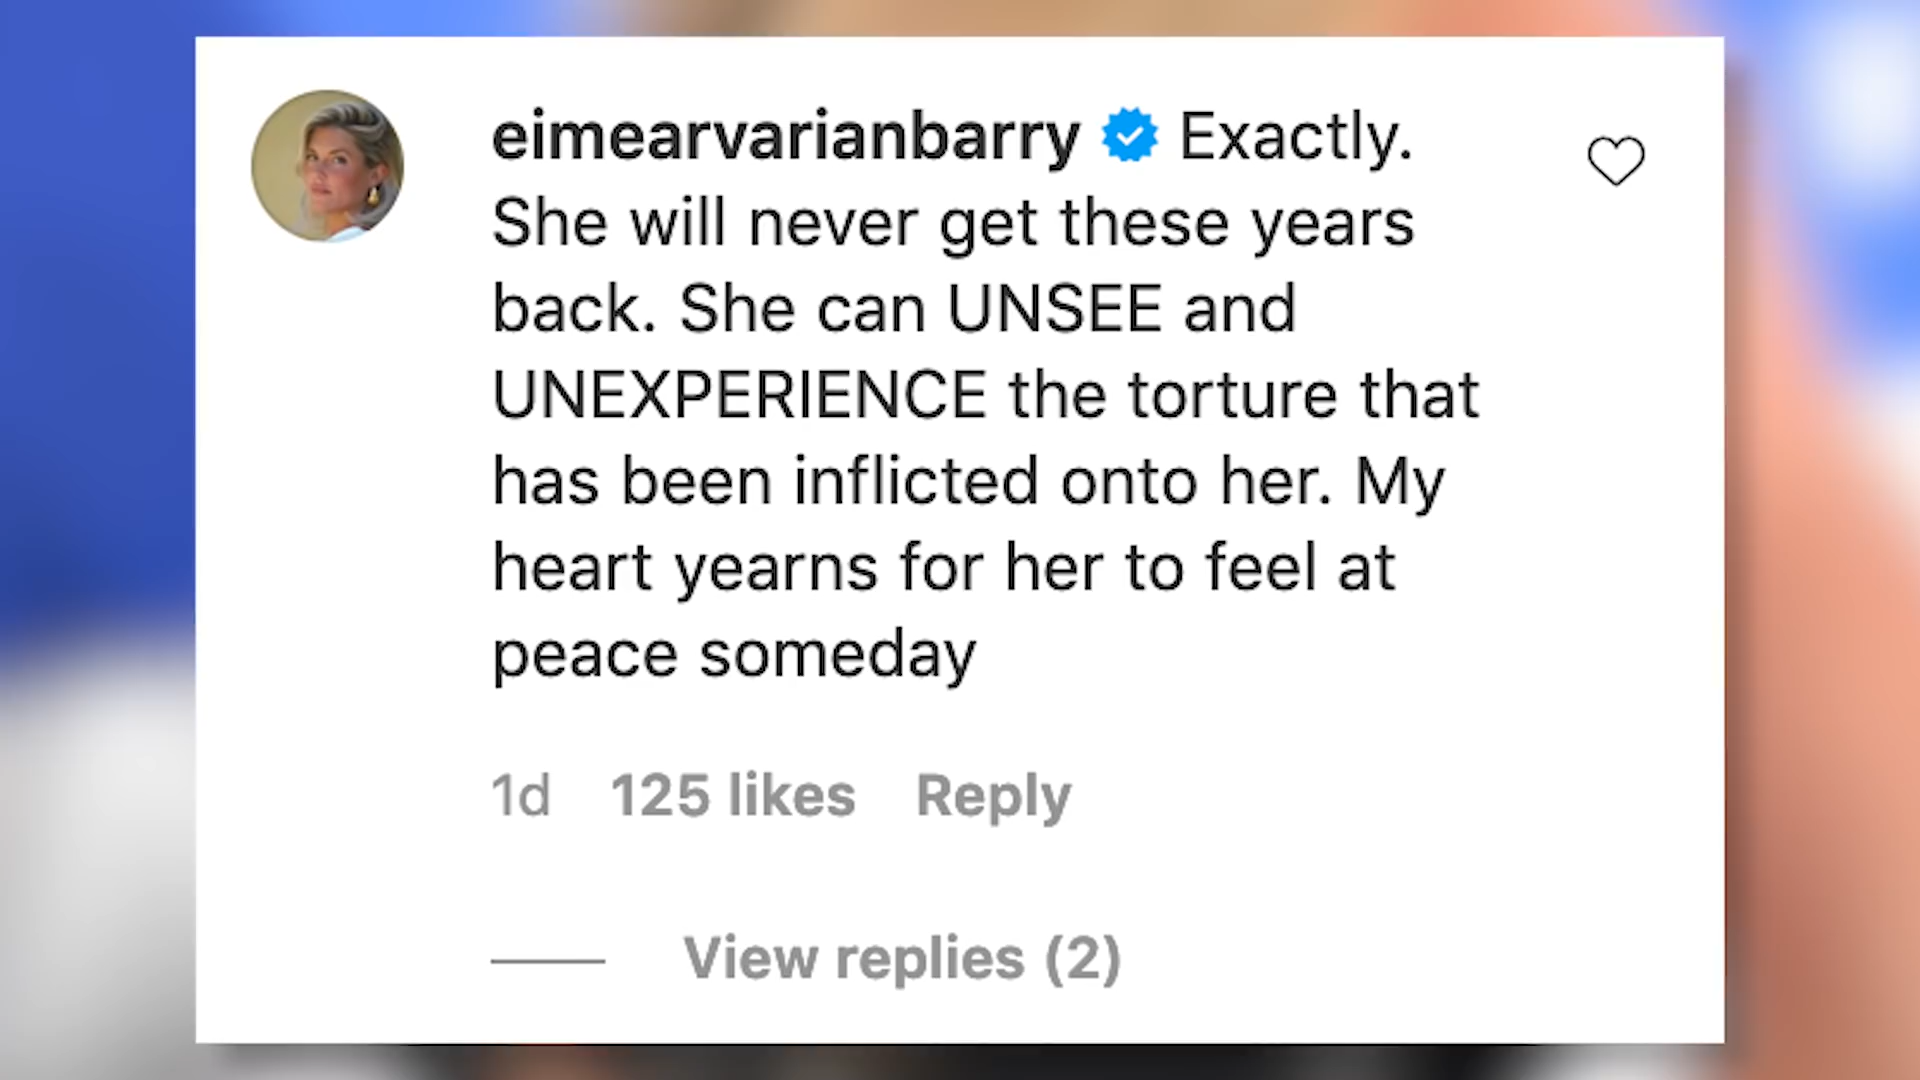 eimearvarianbarry Exactly.
She will never get these years
back. She can UNSEE and
UNEXPERIENCE the torture that
has been inflicted onto her. My
heart yearns for her to feel at
peace someday
1d 125 likes Reply
View replies (2)